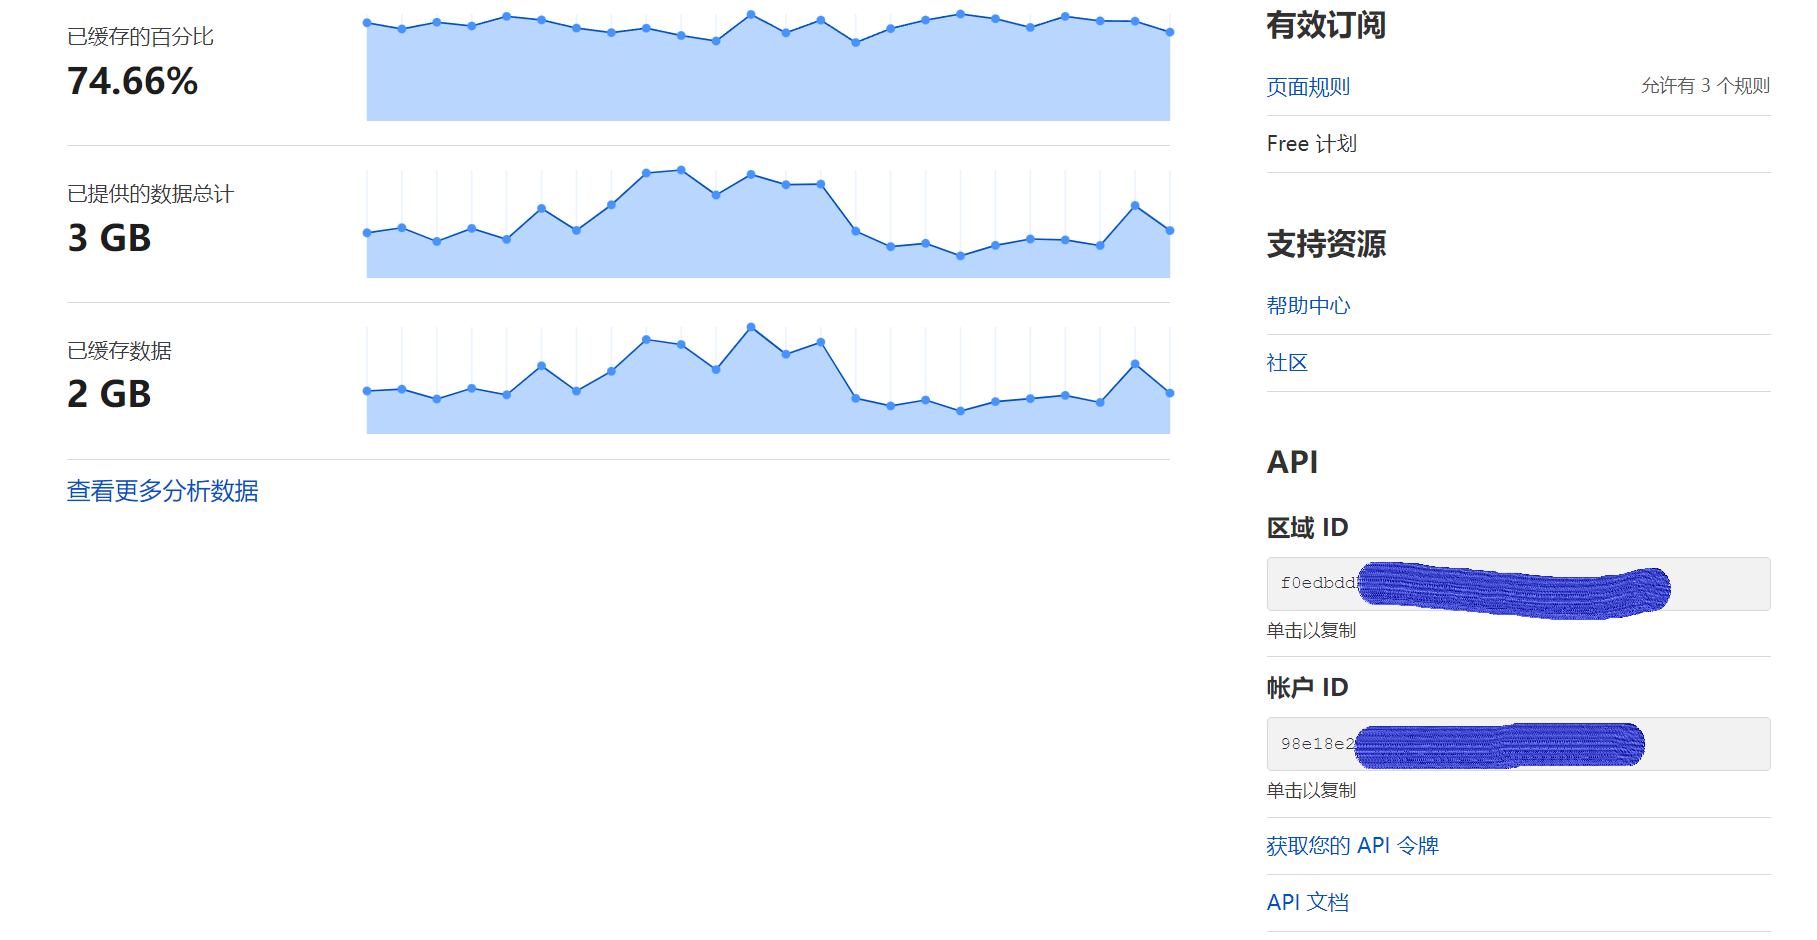 已缓存的百分比
74.66%
已提供的数据总计
3 GB
已缓存数据
2 GB
查看更多分析数据
有效订阅
页面规则
允许有 3 个规则
Free 计划
支持资源
帮助中心
社区
API
区域 ID
f0edbdd
单击以复制
帐户 ID
98e18e2
单击以复制
获取您的 API 令牌
API 文档